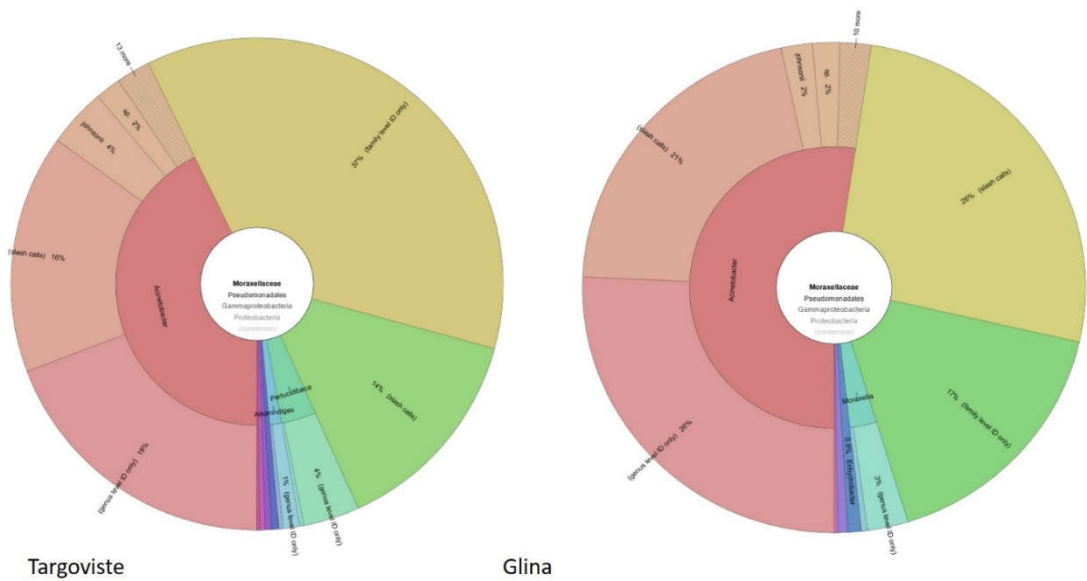 13 more
sp. 2%
johnsonii 4%
(slash calls) 16%
(genus level ID only) 19%
Acinetobacter
37% (family level ID only)
14% (slash calls)
Perlucidibaca
Alkanindiges
4% (genus level ID only)
1% (genus level ID only)
Moraxellaceae
Pseudomonadales
Gammaproteobacteria
Proteobacteria
(consensus)
Targoviste
10 more
sp. 2%
johnsonii 2%
(slash calls) 21%
(genus level ID only) 26%
Acinetobacter
26% (slash calls)
17% (family level ID only)
Moraxella
3% (genus level ID only)
0.9% Enhydrobacter
Moraxellaceae
Pseudomonadales
Gammaproteobacteria
Proteobacteria
(consensus)
Glina